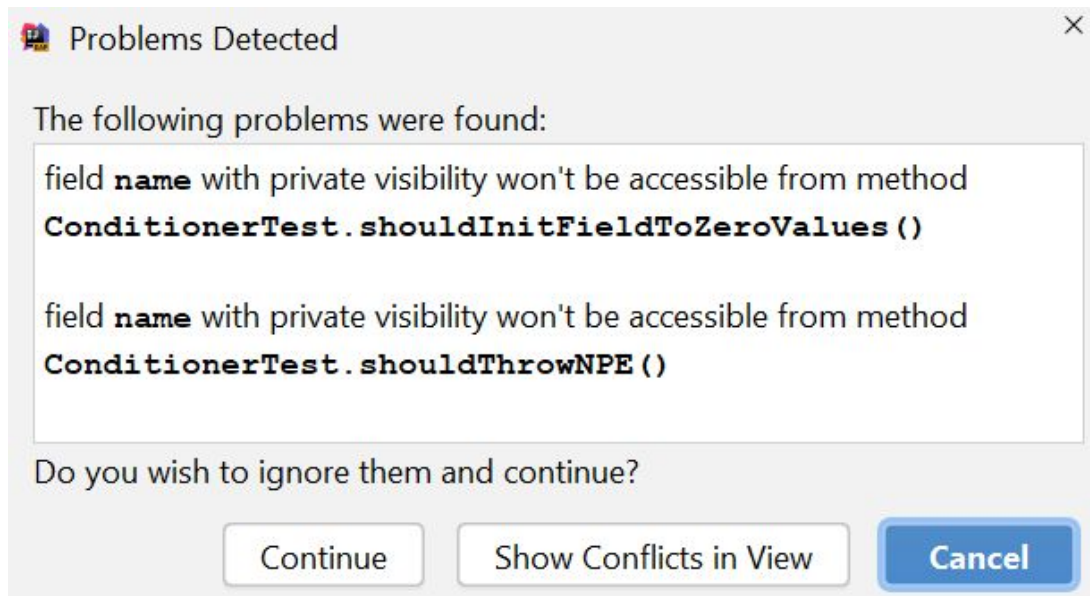 Problems Detected
The following problems were found:
field name with private visibility won't be accessible from method
ConditionerTest.shouldInitFieldToZeroValues()
field name with private visibility won't be accessible from method
ConditionerTest.shouldThrowNPE()
Do you wish to ignore them and continue?
Continue
Show Conflicts in View
Cancel